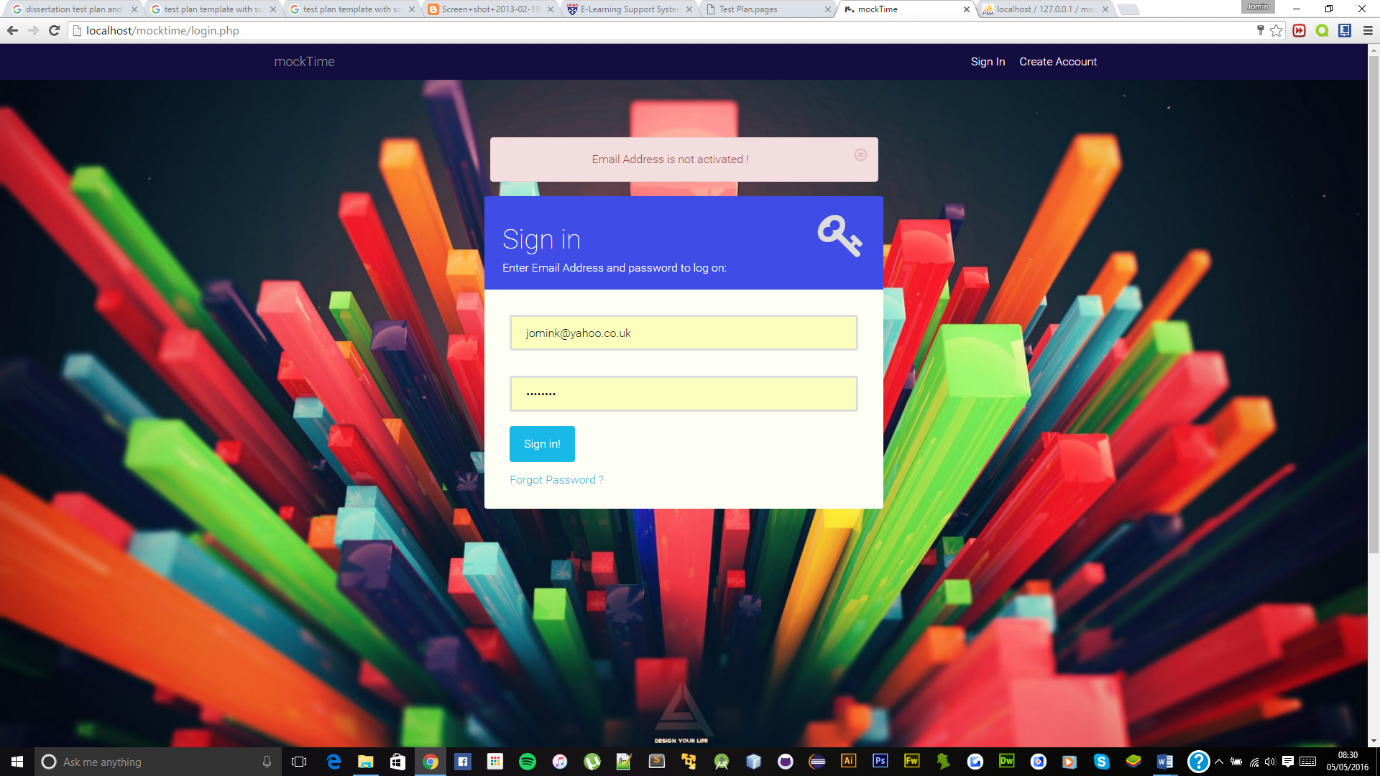 dissertation test plan and
test plan template with sc
test plan template with sc
Screen+shot+2013-02-19
E-Learning Support System
Test Plan.pages
mockTime
localhost / 127.0.0.1 / mo
Iomin
localhost/mocktime/login.php
mockTime
Sign In
Create Account
Email Address is not activated !
Sign in
Enter Email Address and password to log on:
jomink@yahoo.co.uk
••••••••
Sign in!
Forgot Password ?
DESIGN YOUR LIFE
Ask me anything
08:30
05/05/2016